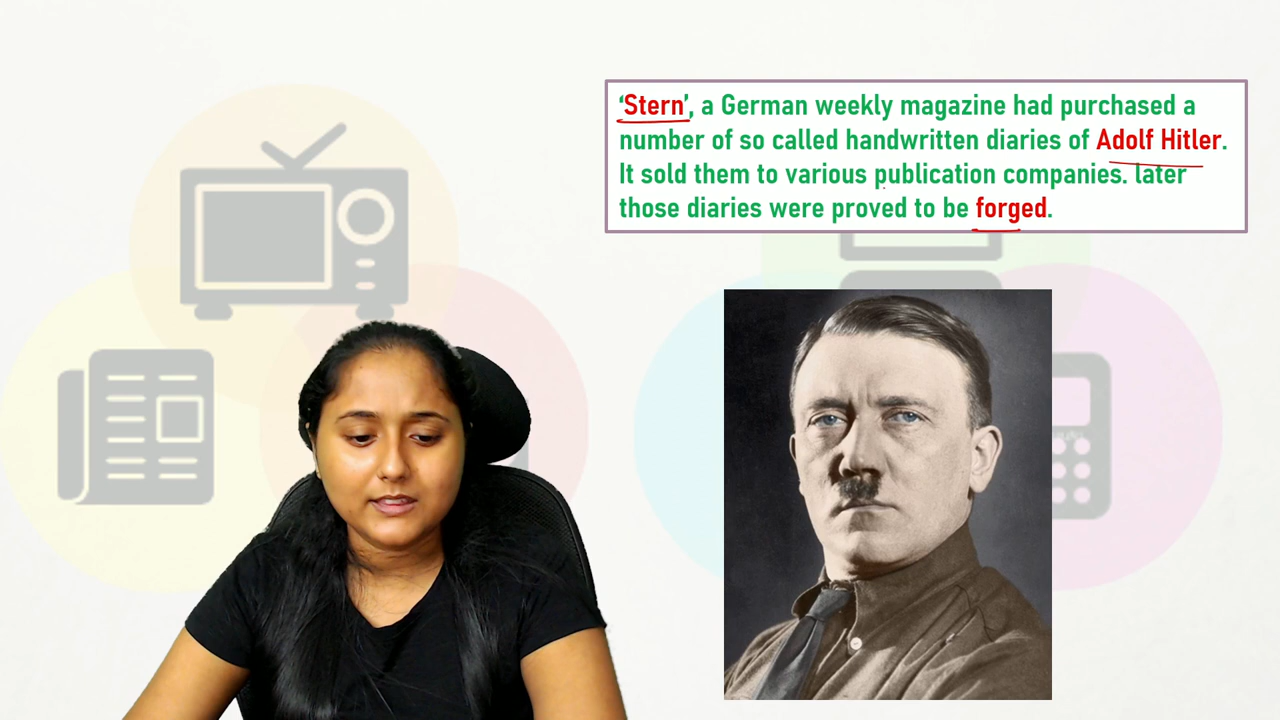 ‘Stern’, a German weekly magazine had purchased a
number of so called handwritten diaries of Adolf Hitler.
It sold them to various publication companies. later
those diaries were proved to be forged.